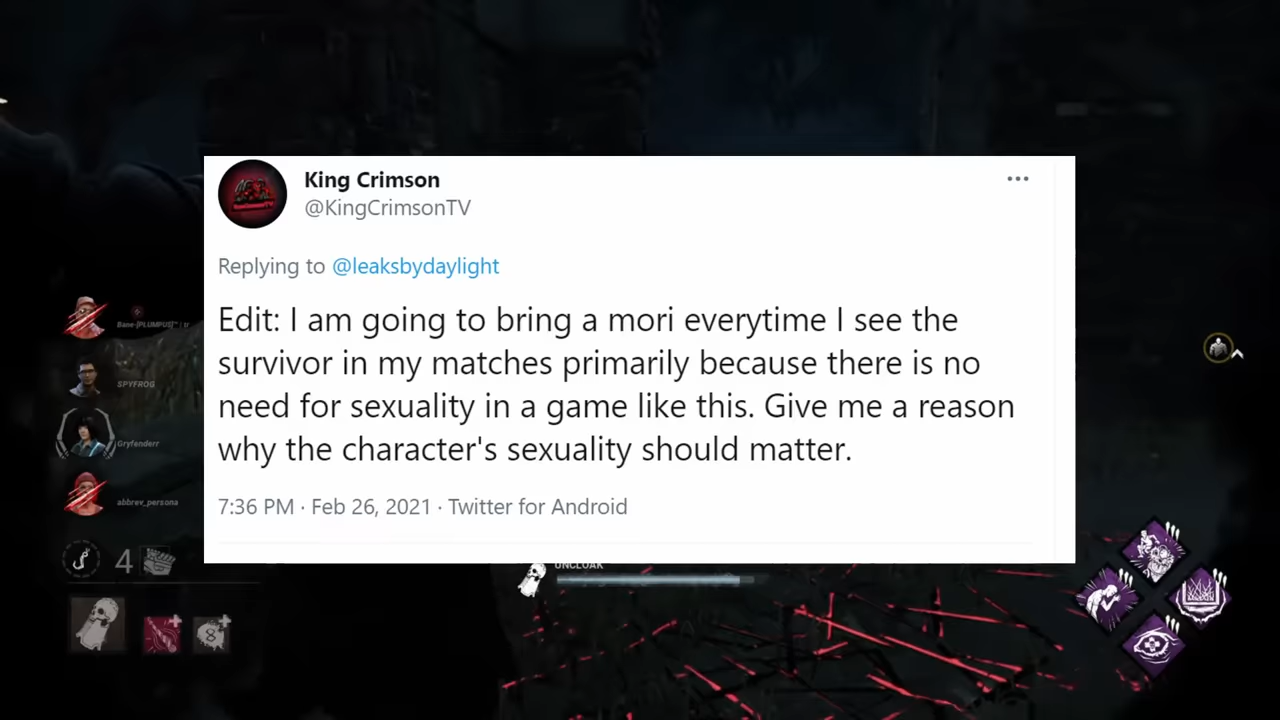 King Crimson
@KingCrimsonTV
Replying to @leaksbydaylight
Edit: I am going to bring a mori everytime I see the
survivor in my matches primarily because there is no
need for sexuality in a game like this. Give me a reason
why the character's sexuality should matter.
7:36 PM · Feb 26, 2021 · Twitter for Android
SPYFROG
Gryfenderr
abbrev_persona
4
UNCLOAK
8